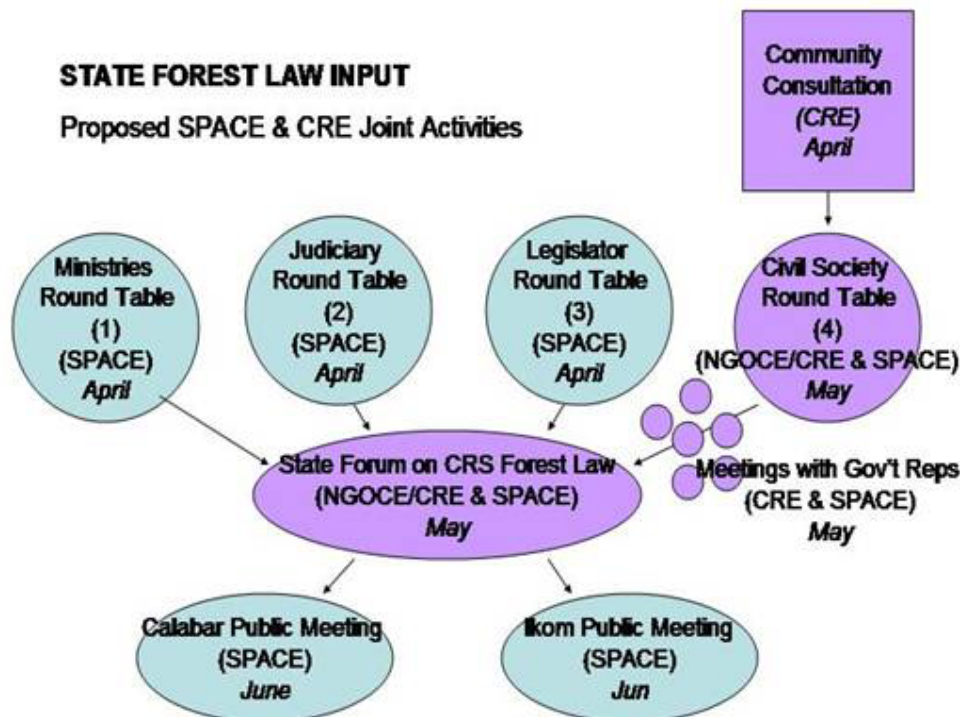 STATE FOREST LAW INPUT
Proposed SPACE & CRE Joint Activities
Community
Consultation
(CRE)
April
Ministries
Round Table
(1)
(SPACE)
April
Judiciary
Round Table
(2)
(SPACE)
April
Legislator
Round Table
(3)
(SPACE)
April
Civil Society
Round Table
(4)
(NGOCE/CRE & SPACE)
May
State Forum on CRS Forest Law
(NGOCE/CRE & SPACE)
May
Meetings with Gov't Reps
(CRE & SPACE)
May
Calabar Public Meeting
(SPACE)
June
Ikom Public Meeting
(SPACE)
Jun